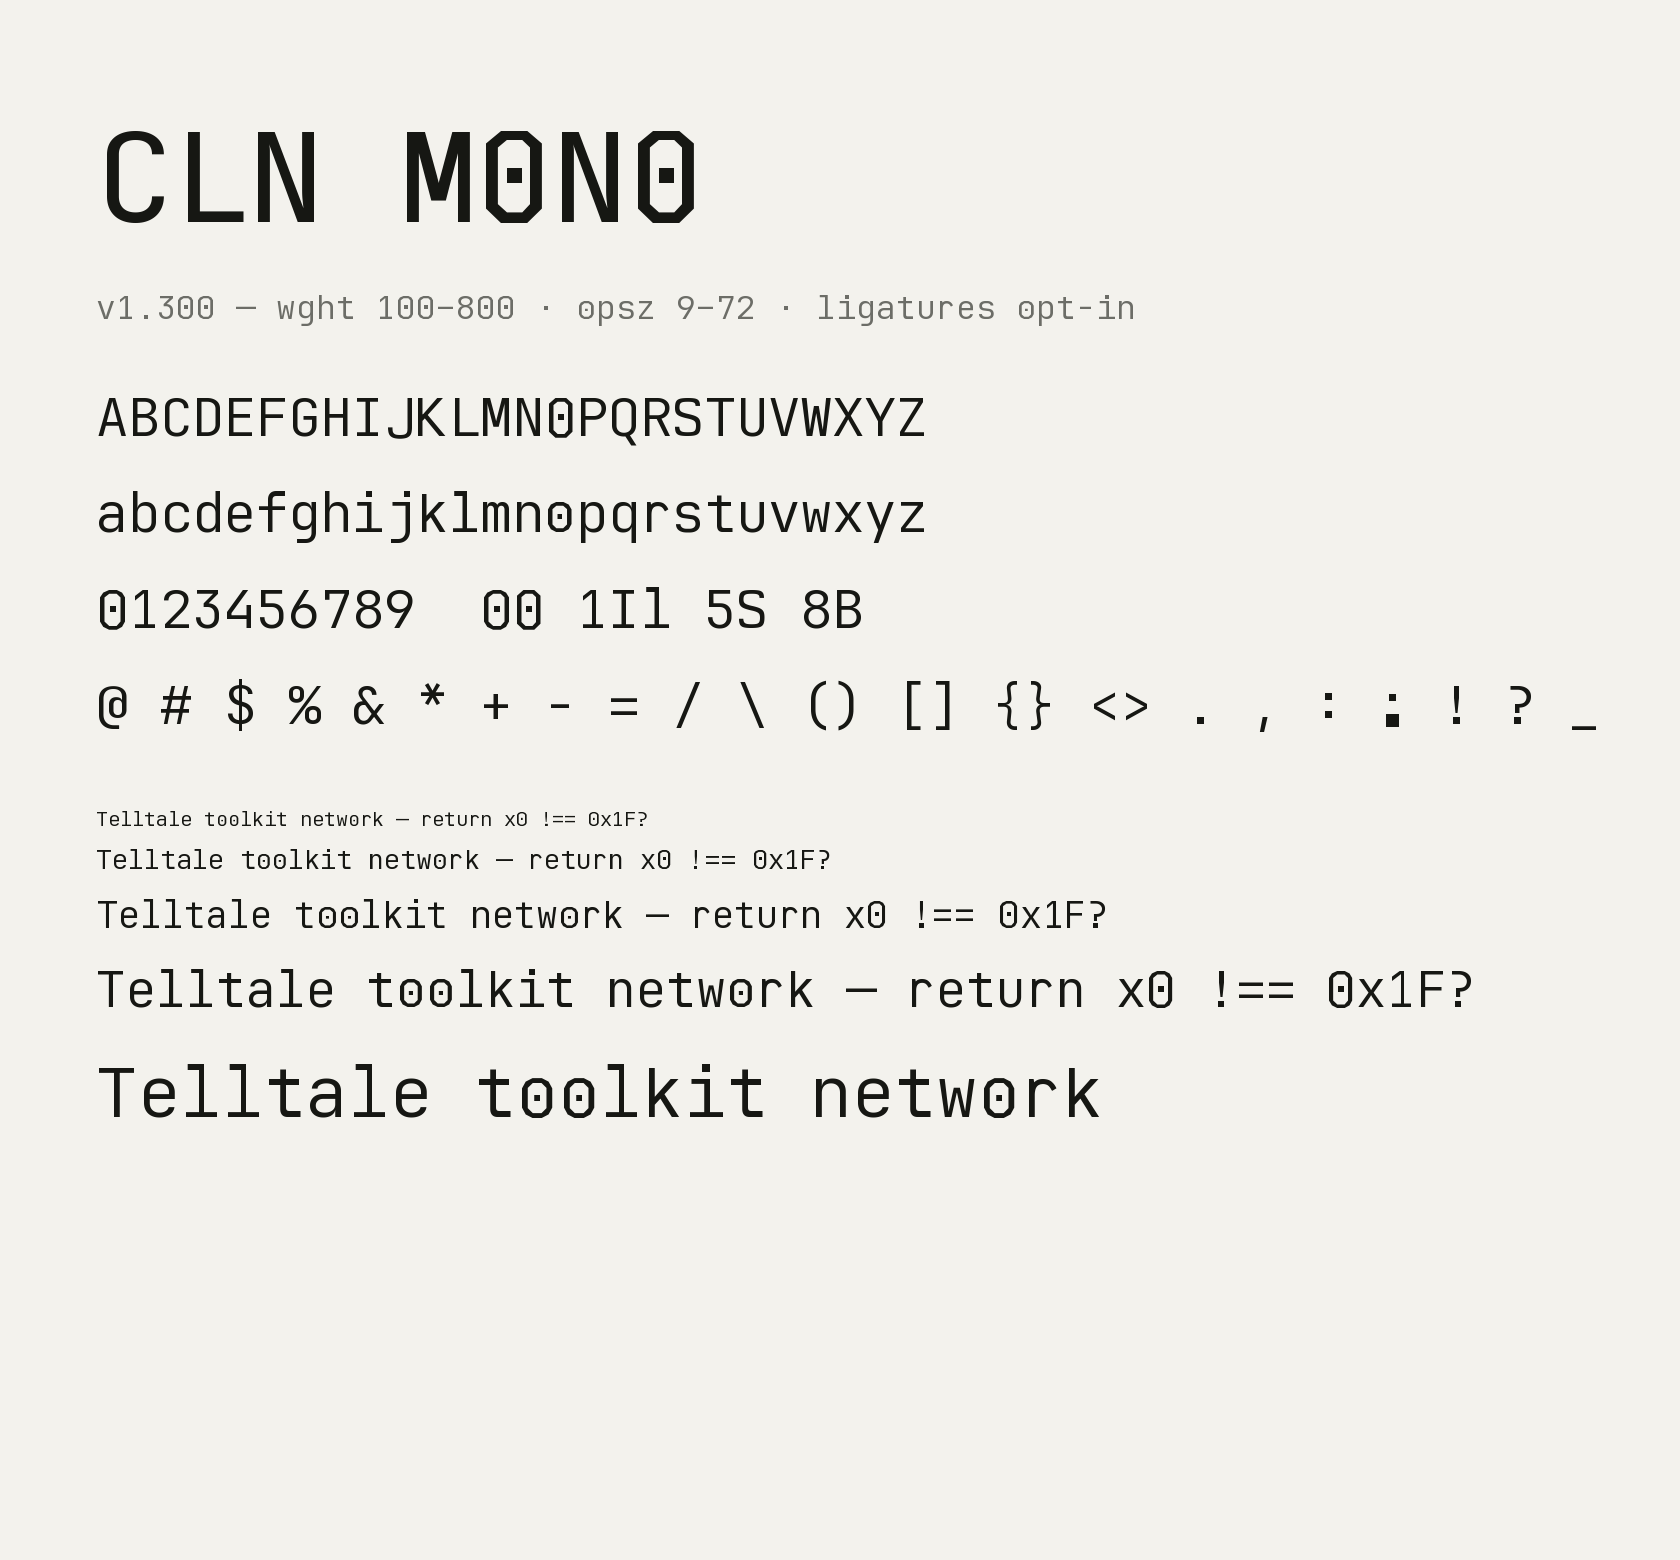 CLN MONO
v1.300 — wght 100–800 · opsz 9–72 · ligatures opt-in
ABCDEFGHIJKLMNOPQRSTUVWXYZ
abcdefghijklmnopqrstuvwxyz
0123456789  0O 1Il 5S 8B
@ # $ % & * + - = / \ () [] {} <> . , : ; ! ? _
Telltale toolkit network — return x0 !== 0x1F?
Telltale toolkit network — return x0 !== 0x1F?
Telltale toolkit network — return x0 !== 0x1F?
Telltale toolkit network — return x0 !== 0x1F?
Telltale toolkit network